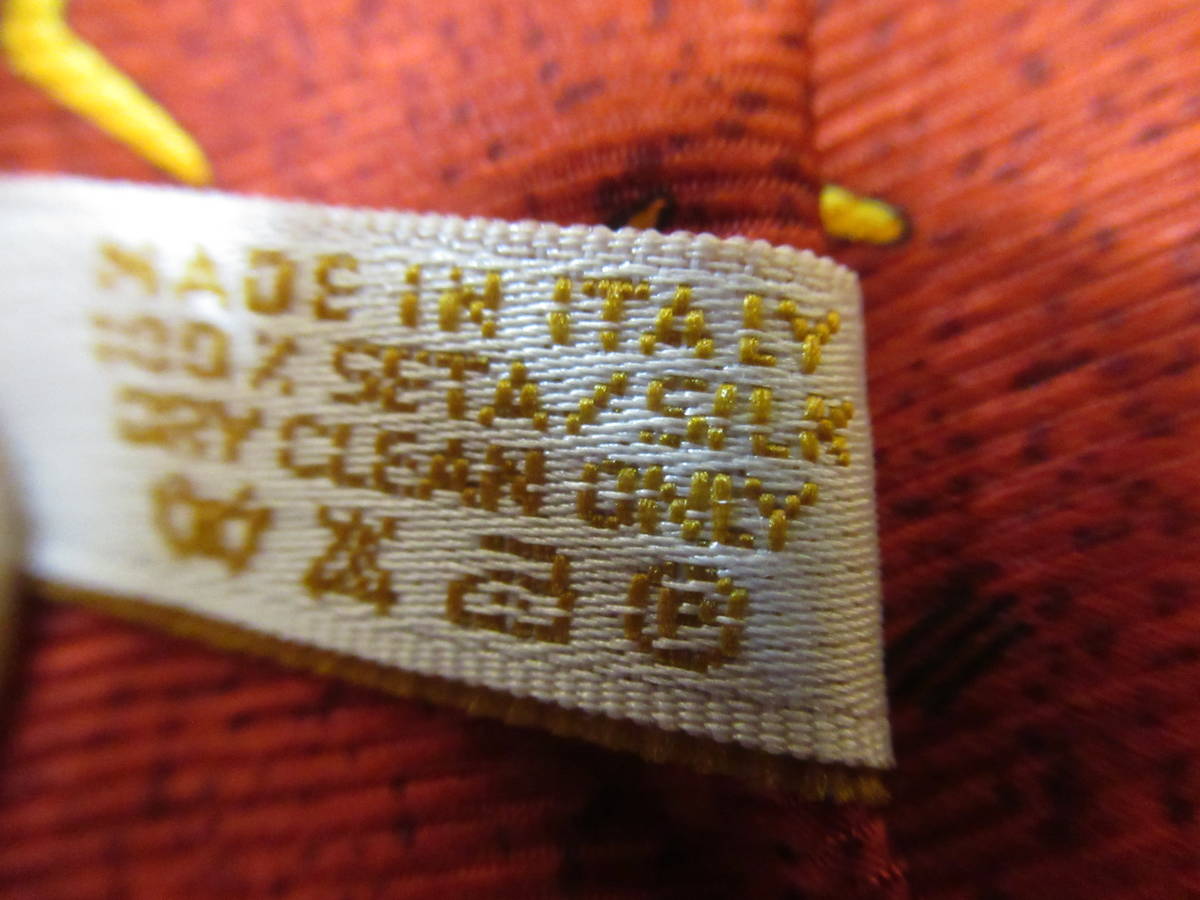 MADE IN ITALY
100% SETA/SILK
DRY CLEAN ONLY
P